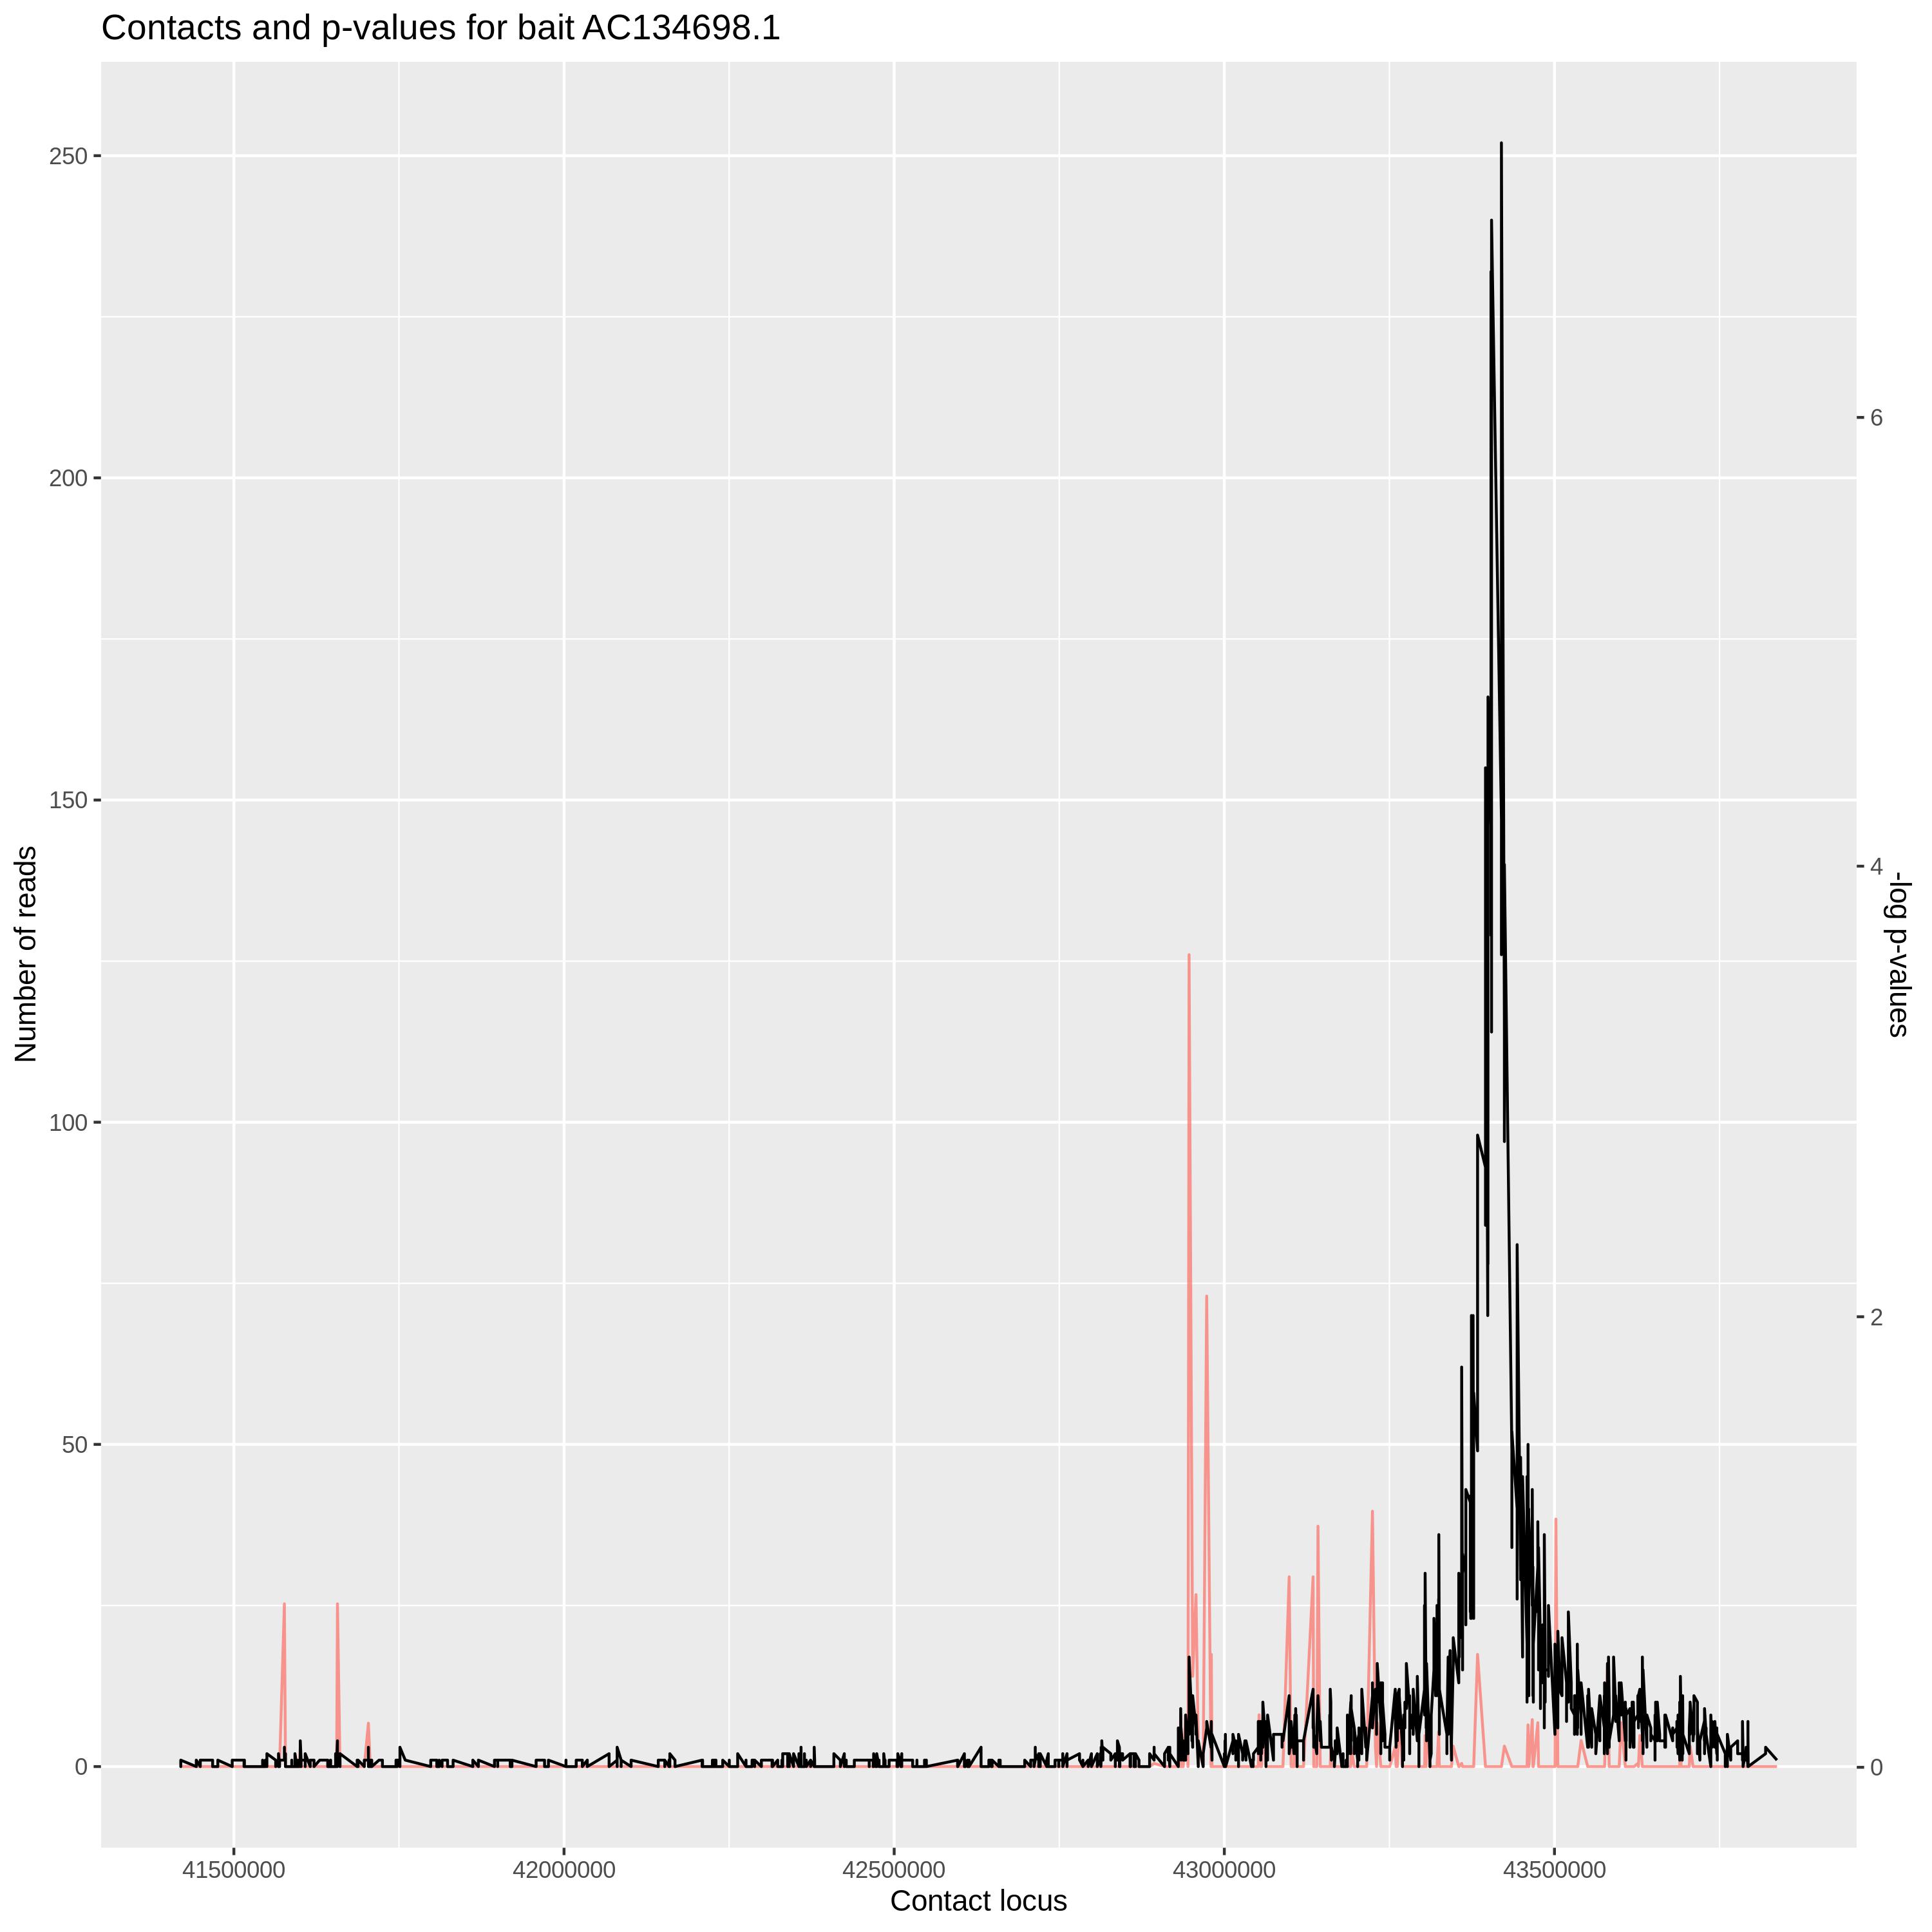 Contacts and p-values for bait AC134698.1
250
200
150
100
50
0
Number of reads
6
4
2
0
-log p-values
41500000 42000000 42500000 43000000 43500000
Contact locus